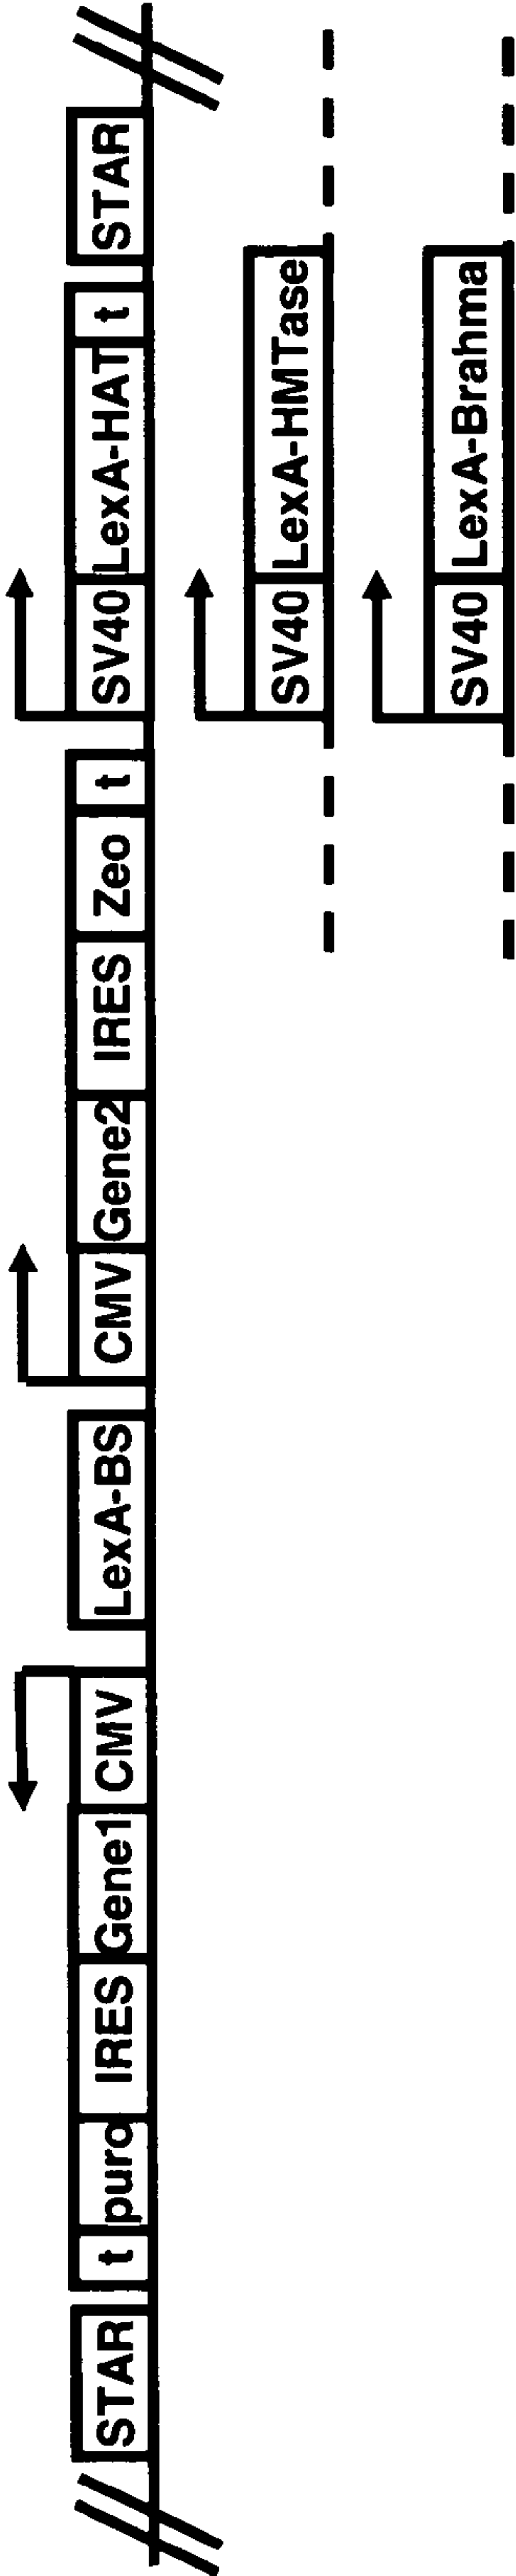 STAR t puro IRES Gene1 CMV LexA-BS CMV Gene2 IRES Zeo t SV40 LexA-HAT t STAR
SV40 LexA-HMTase
SV40 LexA-Brahma